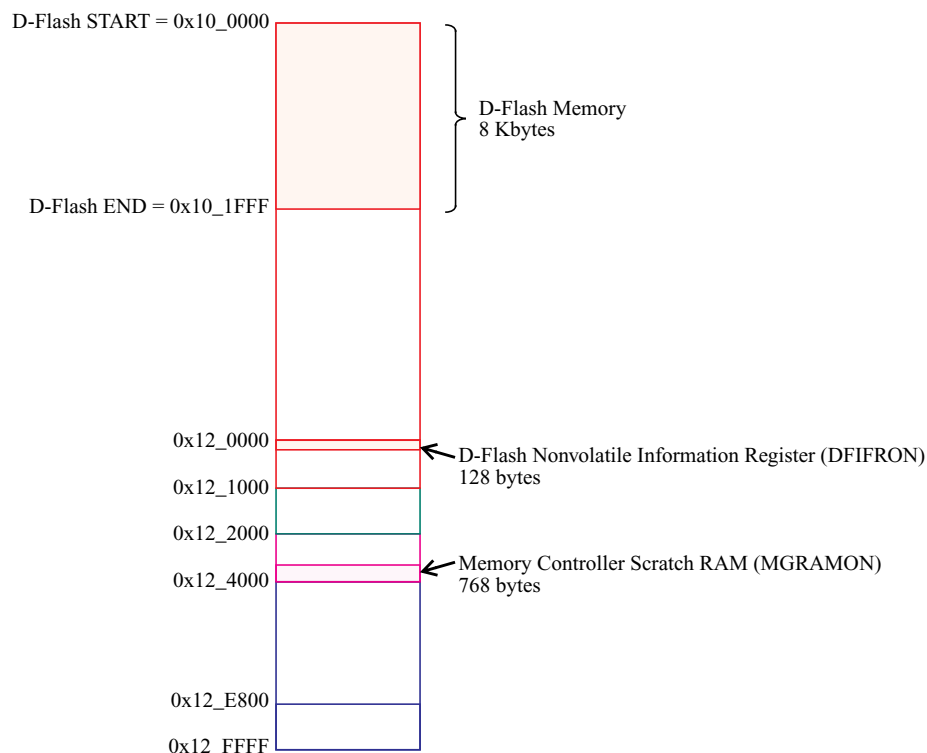 D-Flash START = 0x10_0000
D-Flash Memory
8 Kbytes
D-Flash END = 0x10_1FFF
0x12_0000
D-Flash Nonvolatile Information Register (DFIFRON)
128 bytes
0x12_1000
0x12_2000
Memory Controller Scratch RAM (MGRAMON)
0x12_4000
768 bytes
0x12_E800
0x12_FFFF